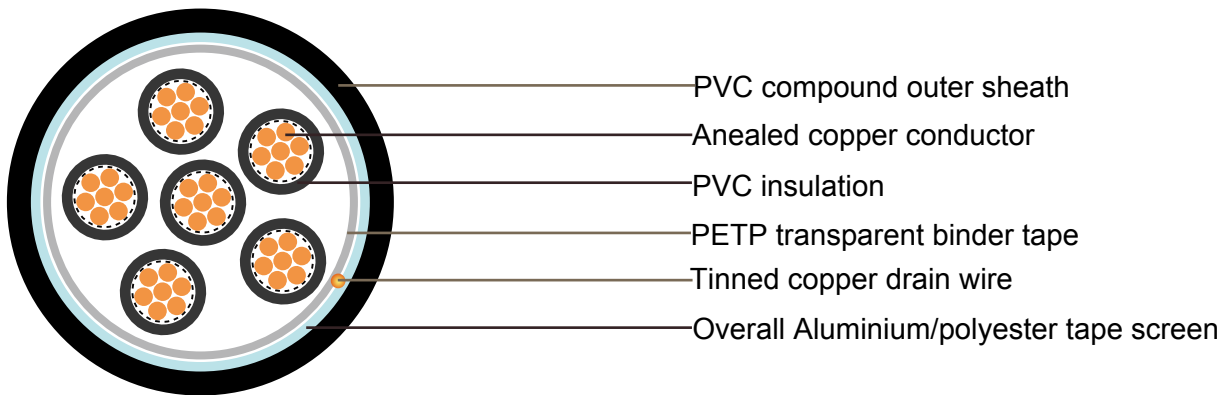 PVC compound outer sheath
Anealed copper conductor
PVC insulation
PETP transparent binder tape
Tinned copper drain wire
Overall Aluminium/polyester tape screen